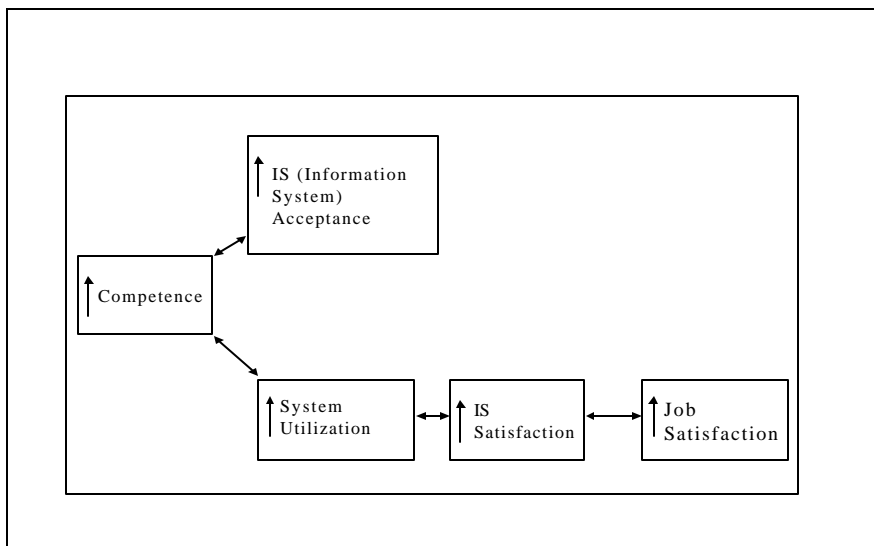 IS (Information
System)
Acceptance
Competence
System
Utilization
IS
Satisfaction
Job
Satisfaction